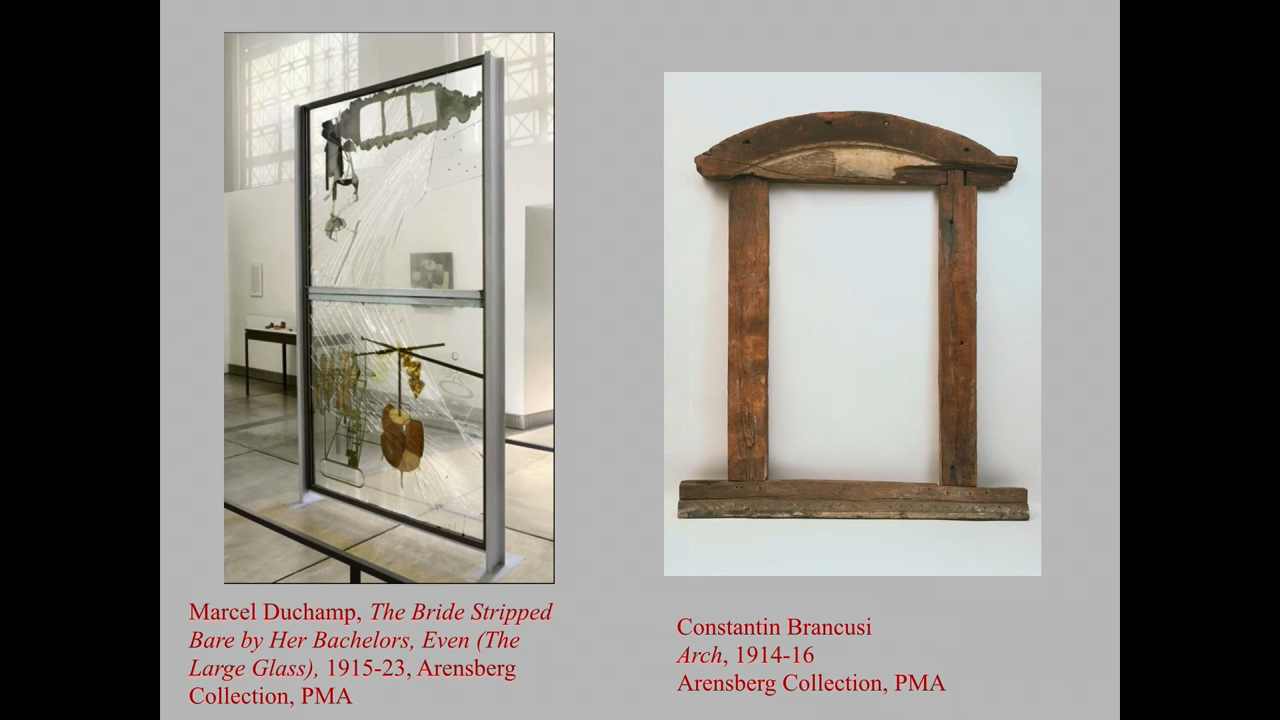 Marcel Duchamp, The Bride Stripped
Bare by Her Bachelors, Even (The
Large Glass), 1915-23, Arensberg
Collection, PMA
Constantin Brancusi
Arch, 1914-16
Arensberg Collection, PMA